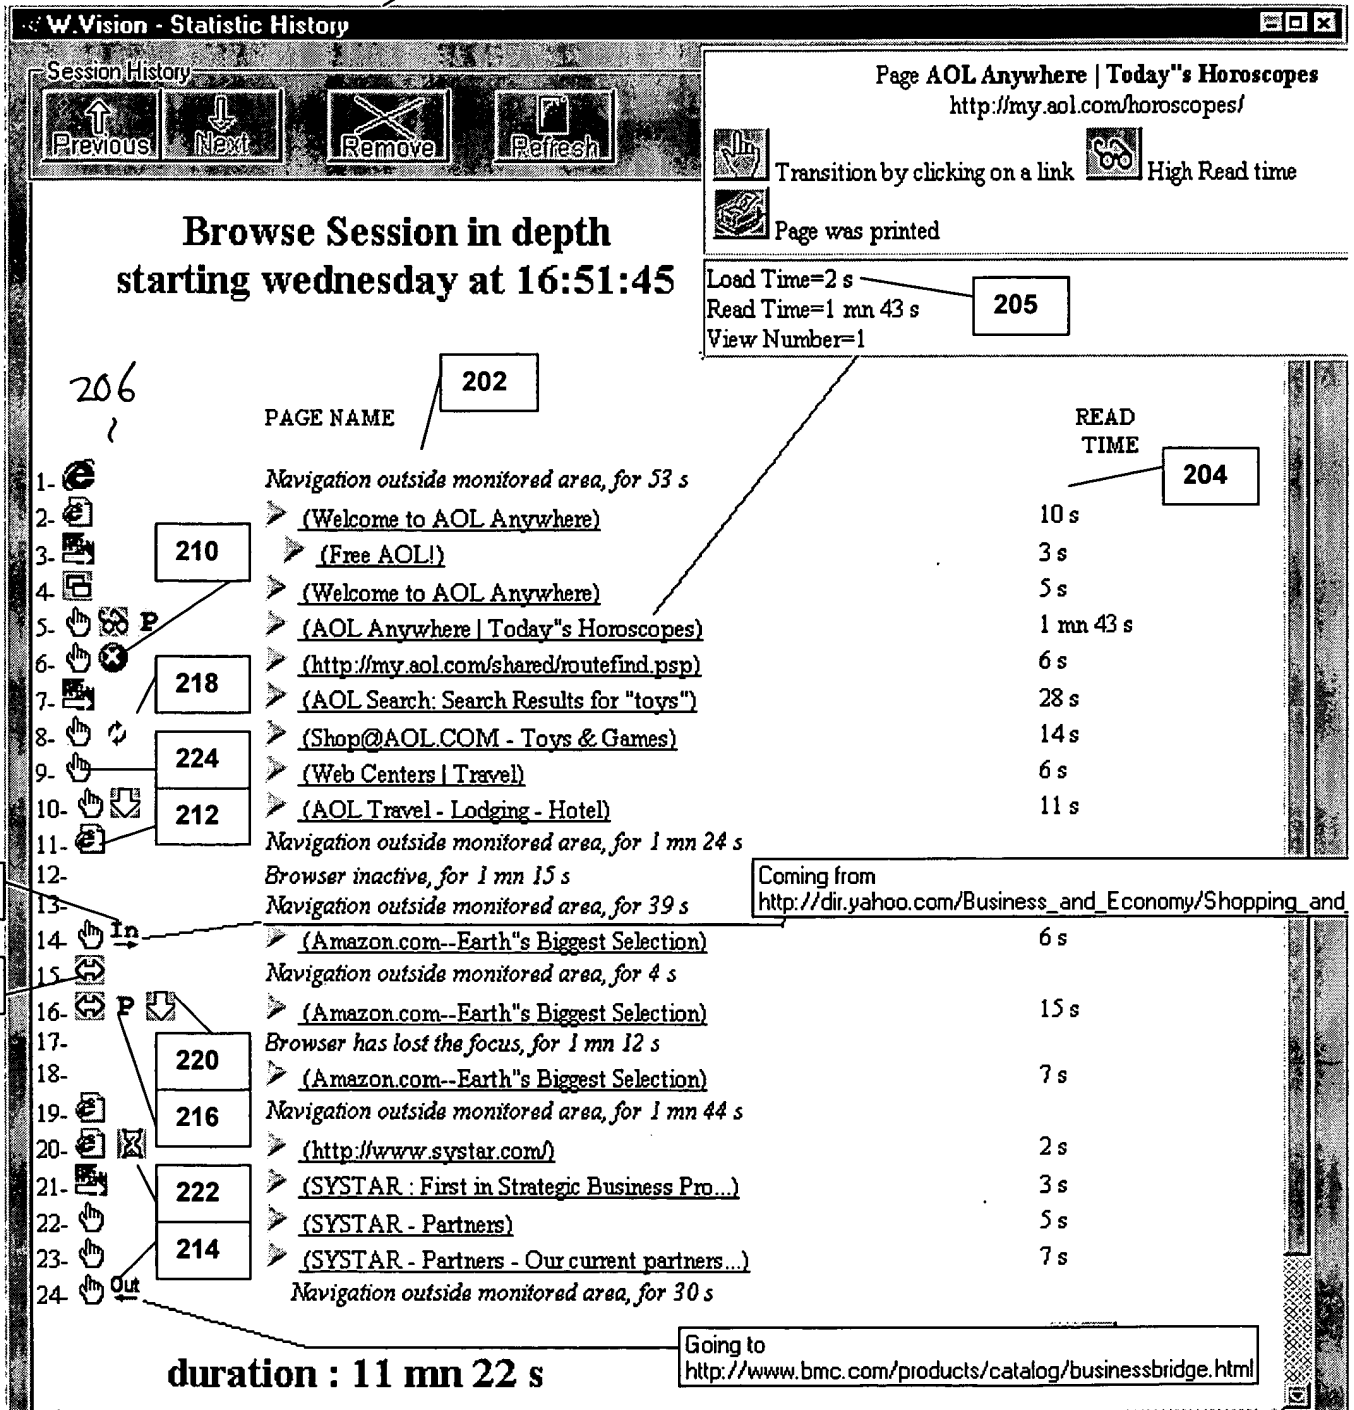 W.Vision - Statistic History
Session History
Previous Next Remove Refresh
Page AOL Anywhere | Today"s Horoscopes
http://my.aol.com/horoscopes/
Transition by clicking on a link High Read time
Page was printed
Browse Session in depth
starting wednesday at 16:51:45
Load Time=2 s
Read Time=1 mn 43 s
View Number=1
205
206
202
PAGE NAME
READ
TIME
204
1- Navigation outside monitored area, for 53 s
2- (Welcome to AOL Anywhere) 10 s
210
3- (Free AOL!) 3 s
4- (Welcome to AOL Anywhere) 5 s
5- P (AOL Anywhere | Today"s Horoscopes) 1 mn 43 s
6- (http://my.aol.com/shared/routefind.psp) 6 s
218
7- (AOL Search: Search Results for "toys") 28 s
8- (Shop@AOL.COM - Toys & Games) 14 s
224
9- (Web Centers | Travel) 6 s
212
10- (AOL Travel - Lodging - Hotel) 11 s
11- Navigation outside monitored area, for 1 mn 24 s
12- Browser inactive, for 1 mn 15 s
13- Navigation outside monitored area, for 39 s
Coming from
http://dir.yahoo.com/Business_and_Economy/Shopping_and_
14- In (Amazon.com--Earth"s Biggest Selection) 6 s
15- Navigation outside monitored area, for 4 s
16- P (Amazon.com--Earth"s Biggest Selection) 15 s
17- Browser has lost the focus, for 1 mn 12 s
220
18- (Amazon.com--Earth"s Biggest Selection) 7 s
216
19- Navigation outside monitored area, for 1 mn 44 s
20- (http://www.systar.com/) 2 s
222
21- (SYSTAR : First in Strategic Business Pro...) 3 s
22- (SYSTAR - Partners) 5 s
214
23- (SYSTAR - Partners - Our current partners...) 7 s
24- Out Navigation outside monitored area, for 30 s
Going to
http://www.bmc.com/products/catalog/businessbridge.html
duration : 11 mn 22 s